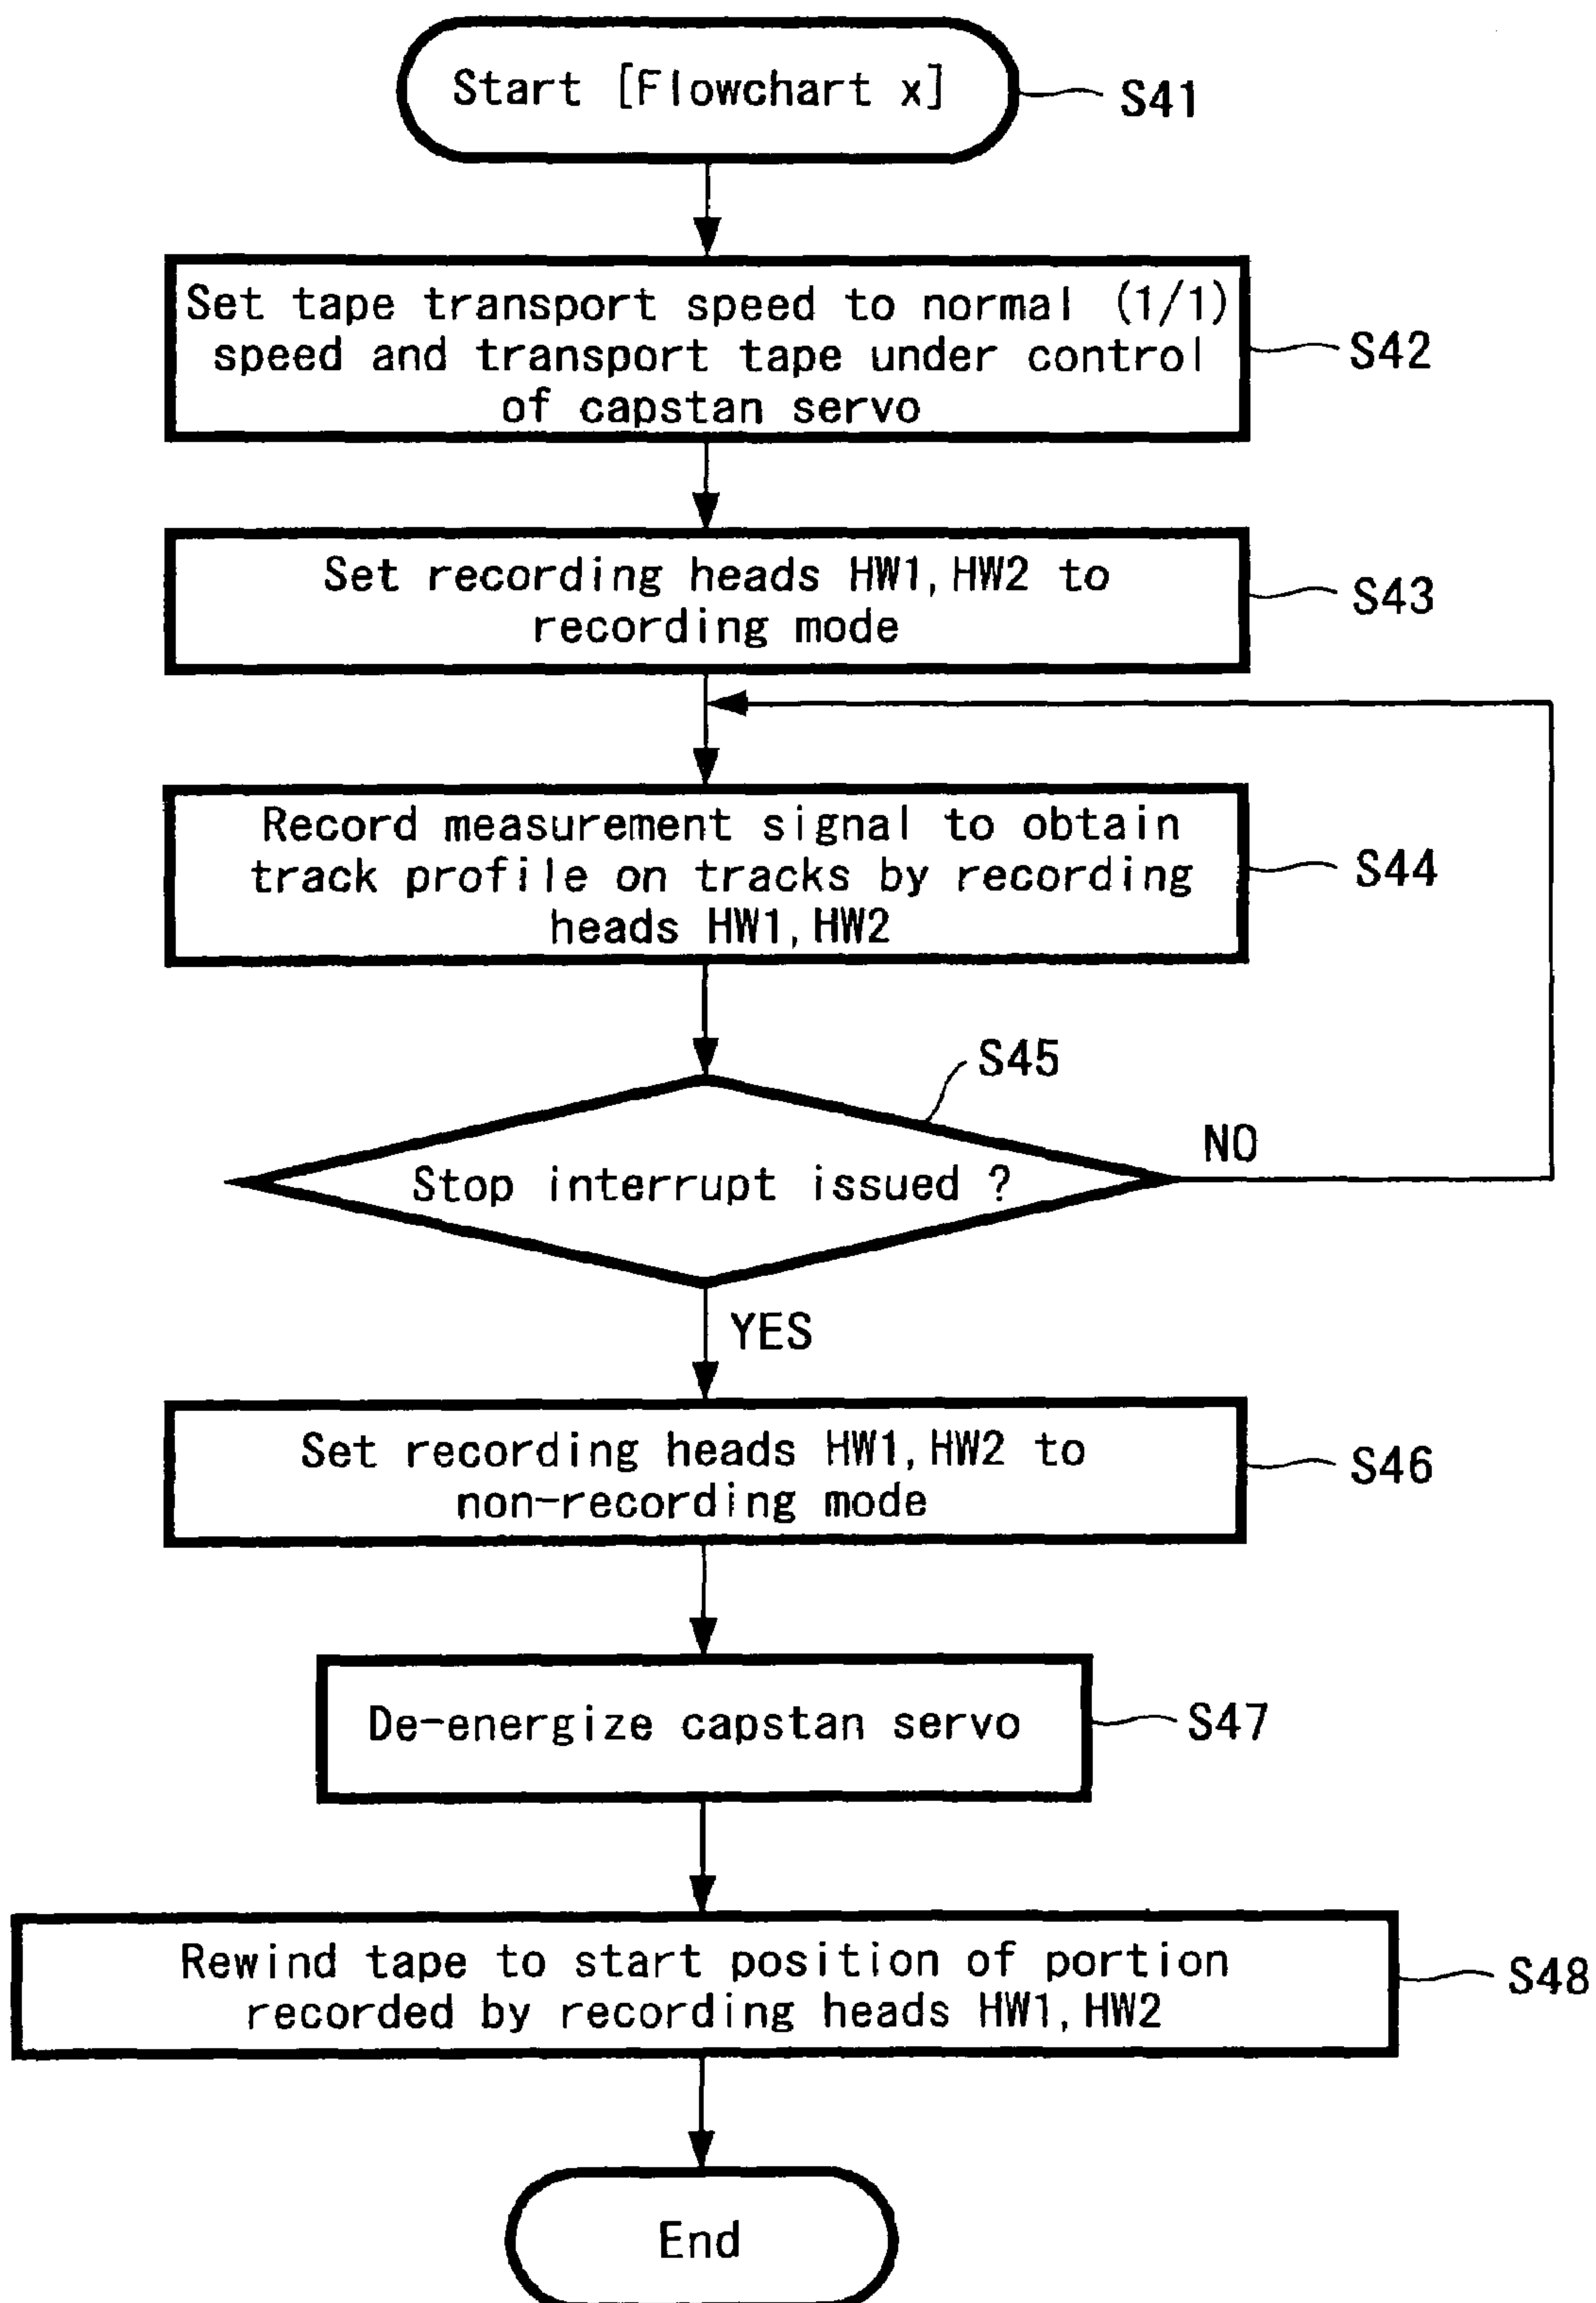 Start [Flowchart x]
S41
Set tape transport speed to normal (1/1)
speed and transport tape under control
of capstan servo
S42
Set recording heads HW1, HW2 to
recording mode
S43
Record measurement signal to obtain
track profile on tracks by recording
heads HW1, HW2
S44
S45
Stop interrupt issued ?
NO
YES
Set recording heads HW1, HW2 to
non-recording mode
S46
De-energize capstan servo
S47
Rewind tape to start position of portion
recorded by recording heads HW1, HW2
S48
End